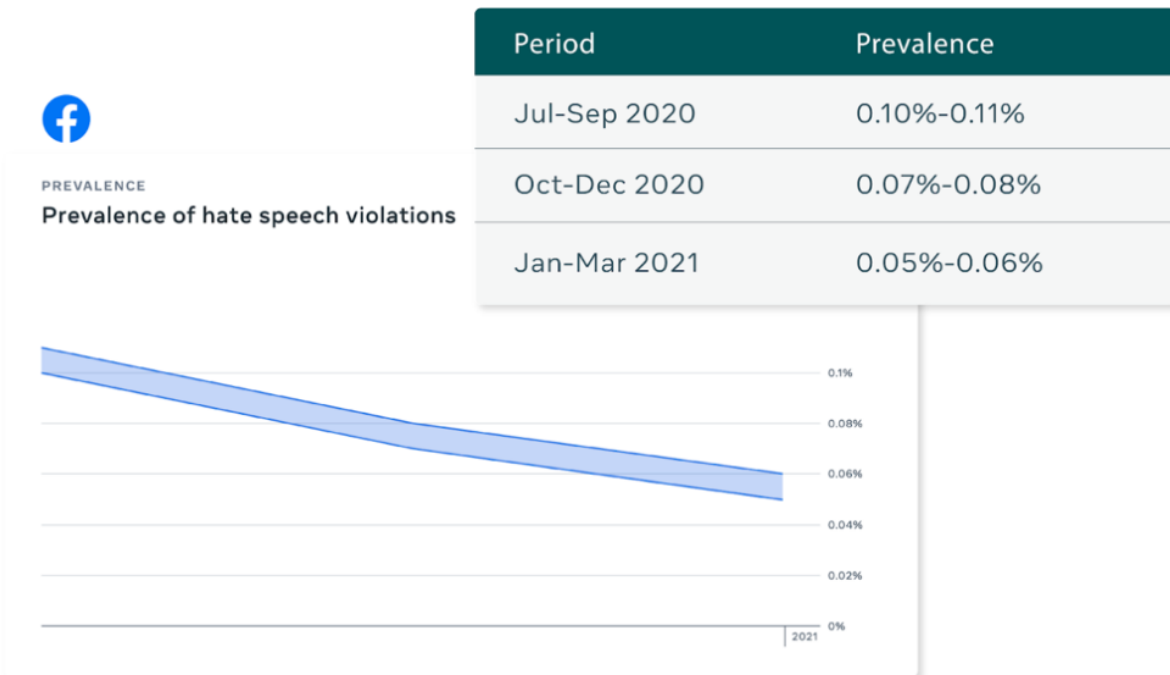 Period Prevalence
Jul-Sep 2020 0.10%-0.11%
Oct-Dec 2020 0.07%-0.08%
Jan-Mar 2021 0.05%-0.06%
PREVALENCE
Prevalence of hate speech violations
0.1%
0.08%
0.06%
0.04%
0.02%
0%
2021